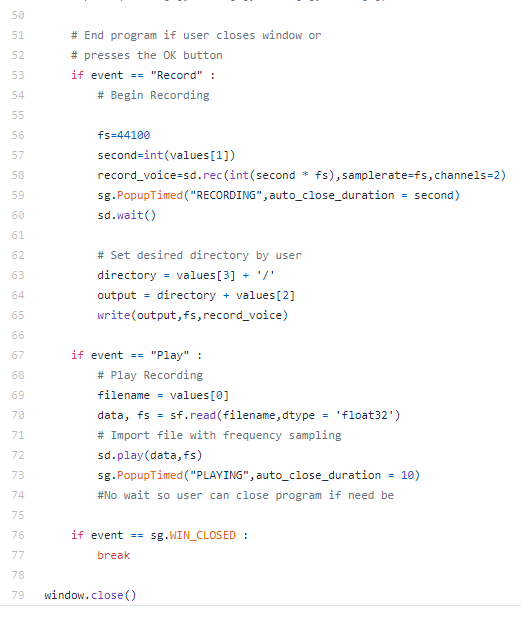 50
51 # End program if user closes window or
52 # presses the OK button
53 if event == "Record" :
54 # Begin Recording
55
56 fs=44100
57 second=int(values[1])
58 record_voice=sd.rec(int(second * fs),samplerate=fs,channels=2)
59 sg.PopupTimed("RECORDING",auto_close_duration = second)
60 sd.wait()
61
62 # Set desired directory by user
63 directory = values[3] + '/'
64 output = directory + values[2]
65 write(output,fs,record_voice)
66
67 if event == "Play" :
68 # Play Recording
69 filename = values[0]
70 data, fs = sf.read(filename,dtype = 'float32')
71 # Import file with frequency sampling
72 sd.play(data,fs)
73 sg.PopupTimed("PLAYING",auto_close_duration = 10)
74 #No wait so user can close program if need be
75
76 if event == sg.WIN_CLOSED :
77 break
78
79 window.close()